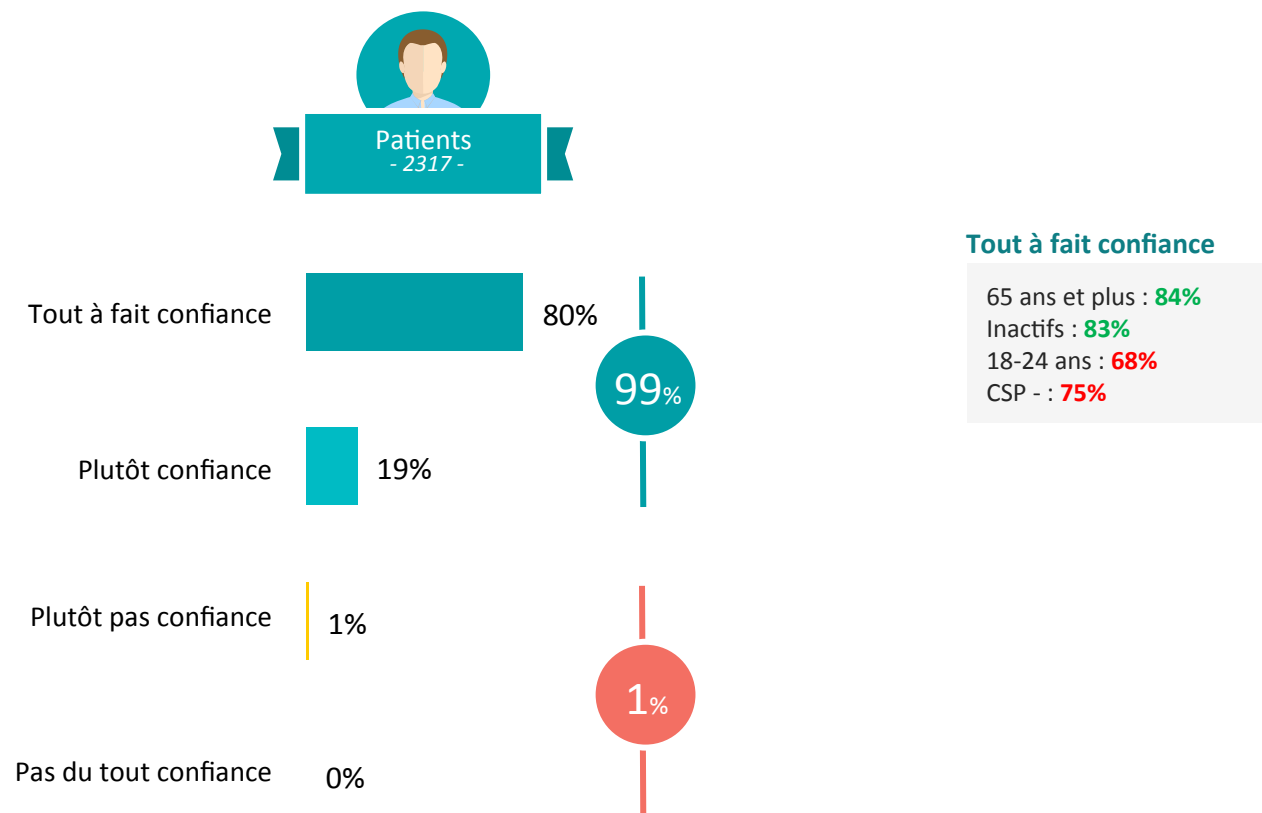 Patients
- 2317 -
Tout à fait confiance
80%
99%
Plutôt confiance
19%
Plutôt pas confiance
1%
1%
Pas du tout confiance
0%
Tout à fait confiance
65 ans et plus : 84%
Inactifs : 83%
18-24 ans : 68%
CSP - : 75%